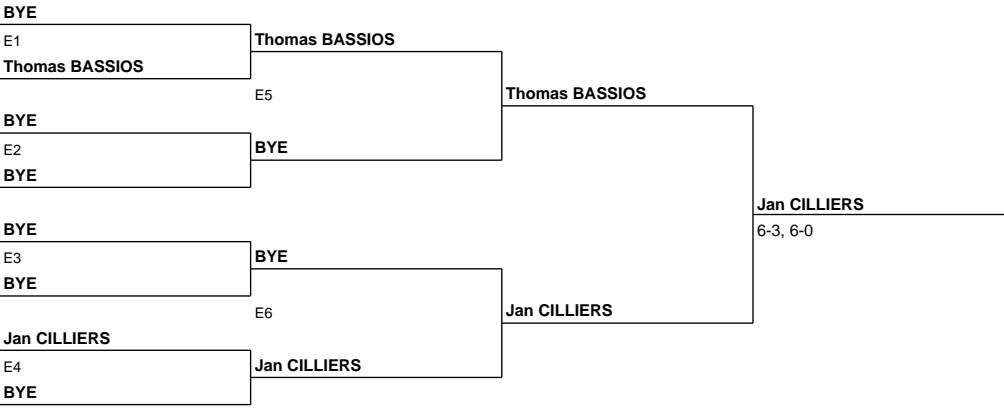 BYE
E1
Thomas BASSIOS
Thomas BASSIOS
E5
BYE
E2
BYE
BYE
Thomas BASSIOS
BYE
E3
BYE
BYE
E6
Jan CILLIERS
E4
BYE
Jan CILLIERS
Jan CILLIERS
Jan CILLIERS
6-3, 6-0